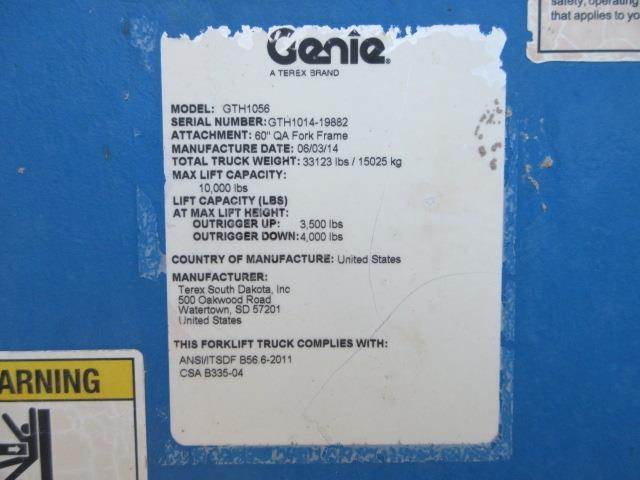 safety, operating
that applies to yo
Genie
A TEREX BRAND
MODEL: GTH1056
SERIAL NUMBER:GTH1014-19882
ATTACHMENT: 60" QA Fork Frame
MANUFACTURE DATE: 06/03/14
TOTAL TRUCK WEIGHT: 33123 lbs / 15025 kg
MAX LIFT CAPACITY:
10,000 lbs
LIFT CAPACITY (LBS)
AT MAX LIFT HEIGHT:
OUTRIGGER UP: 3,500 lbs
OUTRIGGER DOWN:4,000 lbs
COUNTRY OF MANUFACTURE: United States
MANUFACTURER:
Terex South Dakota, Inc
500 Oakwood Road
Watertown, SD 57201
United States
THIS FORKLIFT TRUCK COMPLIES WITH:
ANSI/ITSDF B56.6-2011
CSA B335-04
ARNING